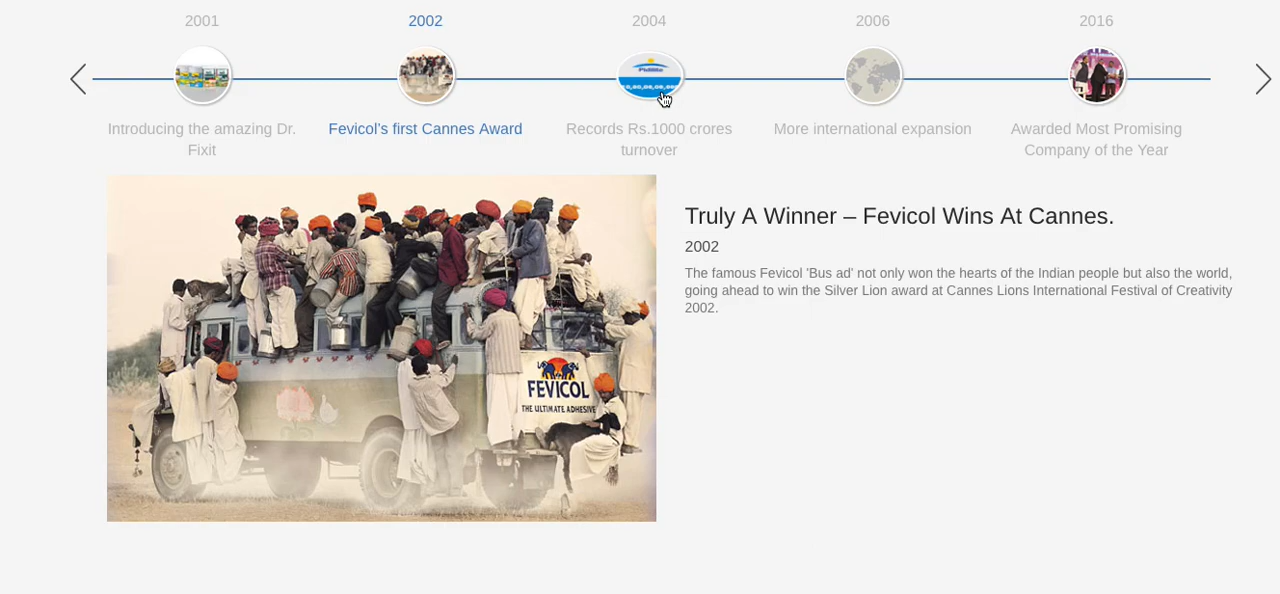 2001
2002
2004
2006
2016
Introducing the amazing Dr.
Fixit
Fevicol's first Cannes Award
Records Rs.1000 crores
turnover
More international expansion
Awarded Most Promising
Company of the Year
Truly A Winner – Fevicol Wins At Cannes.
2002
The famous Fevicol 'Bus ad' not only won the hearts of the Indian people but also the world,
going ahead to win the Silver Lion award at Cannes Lions International Festival of Creativity
2002.
FEVICOL
THE ULTIMATE ADHESIVE